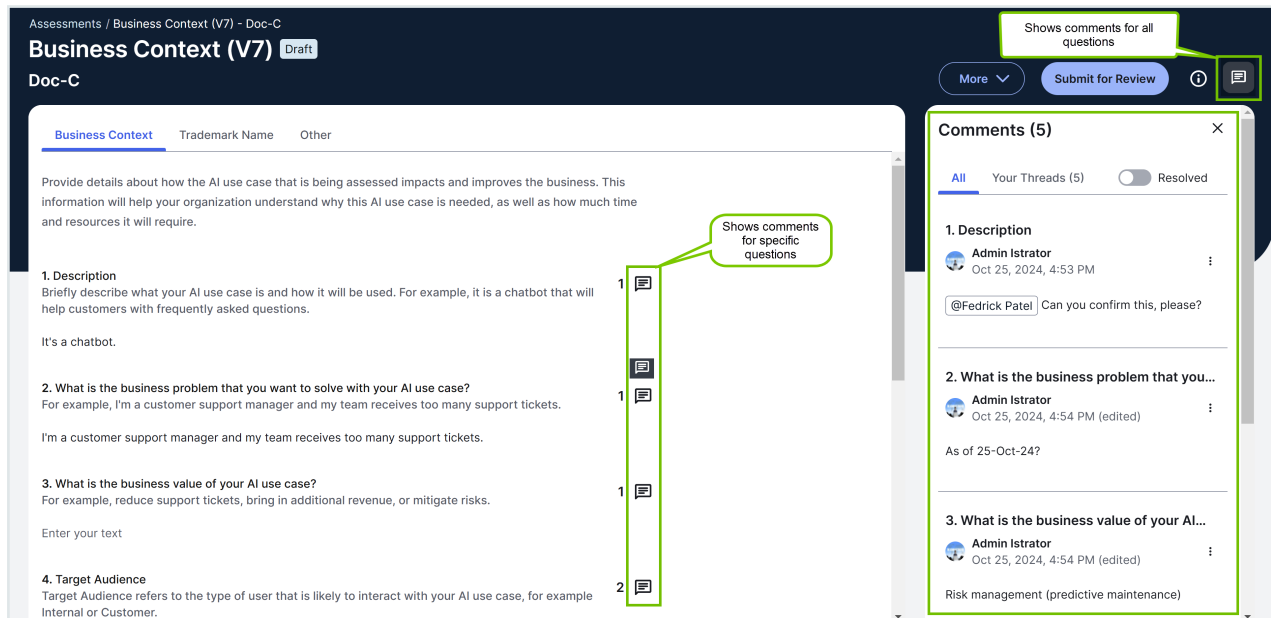 Assessments / Business Context (V7) - Doc-C
Business Context (V7) Draft
Doc-C
Shows comments for all
questions
More
Submit for Review
Business Context
Trademark Name
Other
Provide details about how the AI use case that is being assessed impacts and improves the business. This
information will help your organization understand why this AI use case is needed, as well as how much time
and resources it will require.
Shows comments
for specific
questions
1. Description
Briefly describe what your AI use case is and how it will be used. For example, it is a chatbot that will
help customers with frequently asked questions.
1
It's a chatbot.
2. What is the business problem that you want to solve with your AI use case?
For example, I'm a customer support manager and my team receives too many support tickets.
1
I'm a customer support manager and my team receives too many support tickets.
3. What is the business value of your AI use case?
For example, reduce support tickets, bring in additional revenue, or mitigate risks.
1
Enter your text
4. Target Audience
Target Audience refers to the type of user that is likely to interact with your AI use case, for example
Internal or Customer.
2
Comments (5)
All
Your Threads (5)
Resolved
1. Description
Admin Istrator
Oct 25, 2024, 4:53 PM
@Fedrick Patel Can you confirm this, please?
2. What is the business problem that you...
Admin Istrator
Oct 25, 2024, 4:54 PM (edited)
As of 25-Oct-24?
3. What is the business value of your AI...
Admin Istrator
Oct 25, 2024, 4:54 PM (edited)
Risk management (predictive maintenance)